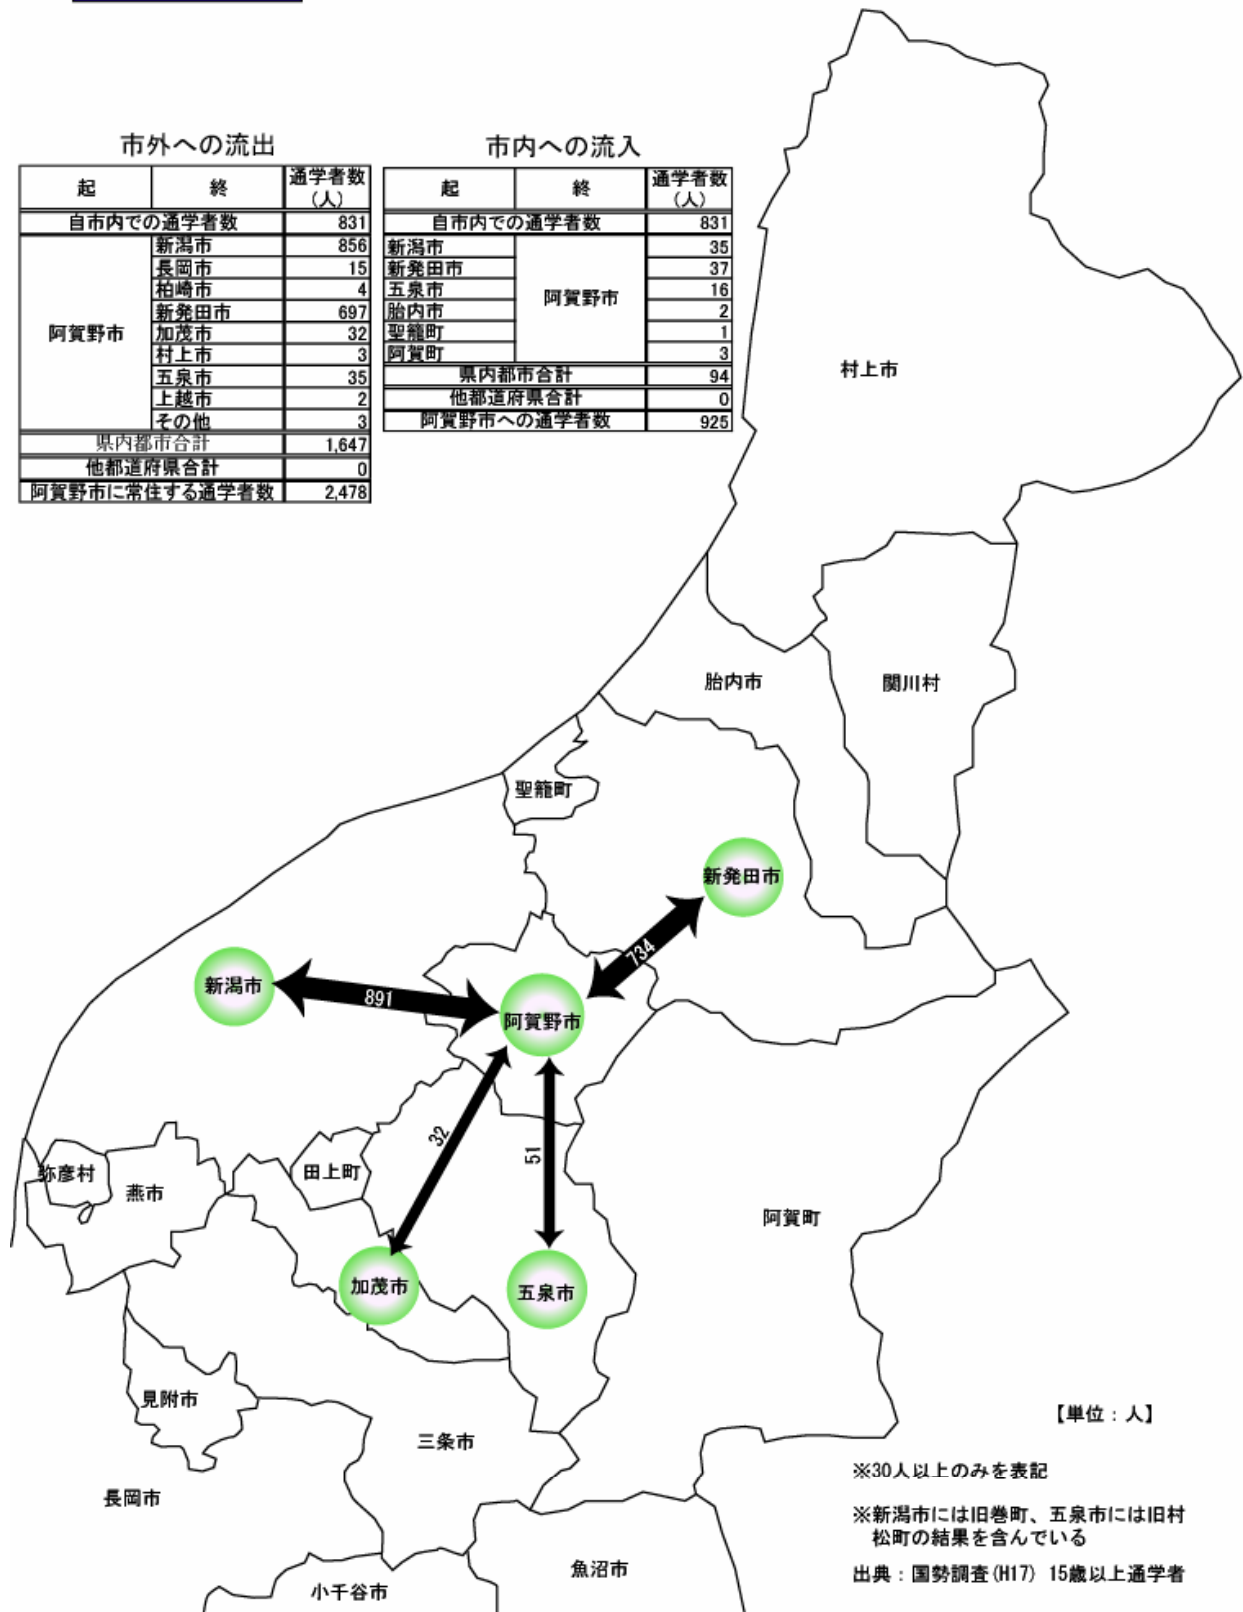 市外への流出
起 終 通学者数(人)
自市内での通学者数 831
阿賀野市
新潟市 856
長岡市 15
柏崎市 4
新発田市 697
加茂市 32
村上市 3
五泉市 35
上越市 2
その他 3
県内都市合計 1,647
他都道府県合計 0
阿賀野市に常住する通学者数 2,478
市内への流入
起 終 通学者数(人)
自市内での通学者数 831
新潟市 35
新発田市 37
五泉市 16
胎内市 2
聖籠町 1
阿賀町 3
阿賀野市
県内都市合計 94
他都道府県合計 0
阿賀野市への通学者数 925
村上市
胎内市
関川村
聖籠町
新発田市
734
新潟市
891
阿賀野市
32
51
弥彦村
燕市
田上町
阿賀町
加茂市
五泉市
見附市
三条市
長岡市
小千谷市
魚沼市
【単位：人】
※30人以上のみを表記
※新潟市には旧巻町、五泉市には旧村
松町の結果を含んでいる
出典：国勢調査(H17) 15歳以上通学者